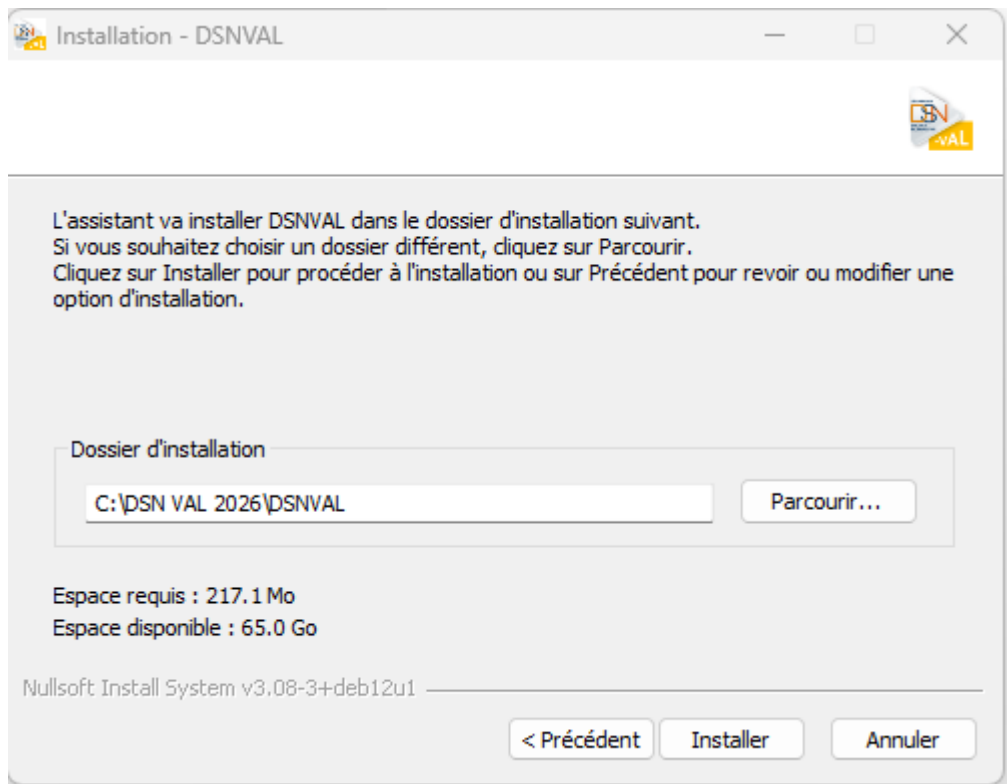 Installation - DSNVAL
DSN
-VAL
L'assistant va installer DSNVAL dans le dossier d'installation suivant.
Si vous souhaitez choisir un dossier différent, cliquez sur Parcourir.
Cliquez sur Installer pour procéder à l'installation ou sur Précédent pour revoir ou modifier une
option d'installation.
Dossier d'installation
C:\DSN VAL 2026\DSNVAL
Parcourir...
Espace requis : 217.1 Mo
Espace disponible : 65.0 Go
Nullsoft Install System v3.08-3+deb12u1
< Précédent
Installer
Annuler